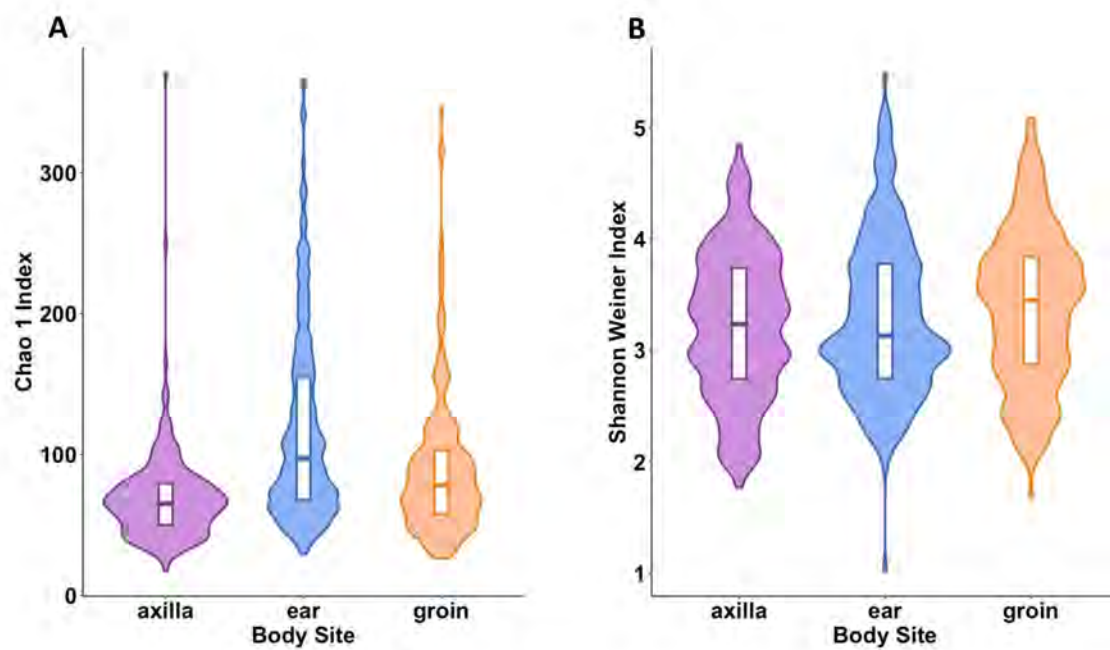 A
Chao 1 Index
300
200
100
0
axilla
ear
groin
Body Site
B
Shannon Weiner Index
5
4
3
2
1
axilla
ear
groin
Body Site